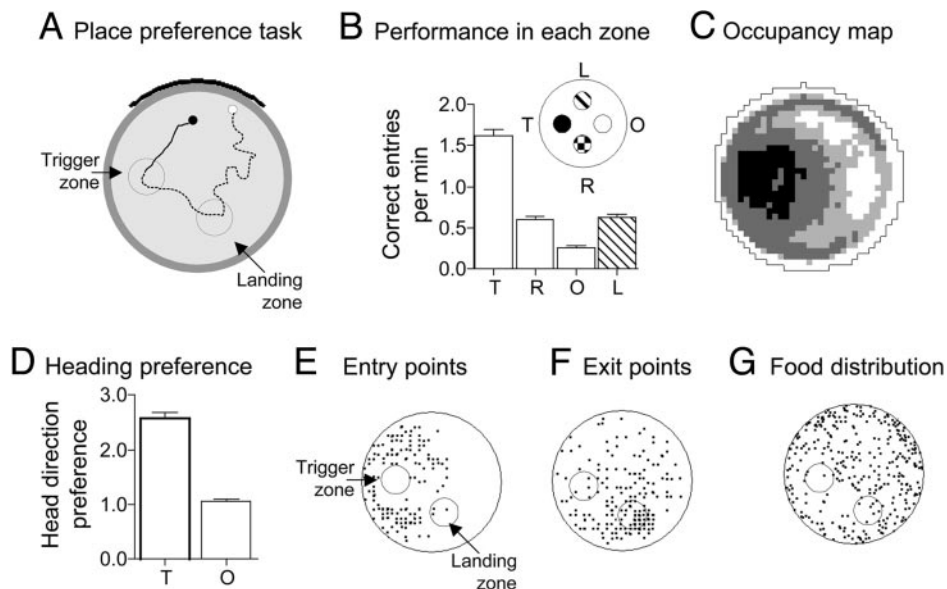 A Place preference task
Trigger
zone
Landing
zone
B Performance in each zone
Correct entries
per min
2.0
1.5
1.0
0.5
0.0
T R O L
L
T O
R
C Occupancy map
D Heading preference
Head direction
preference
3.0
2.0
1.0
0.0
T O
E Entry points
Trigger
zone
Landing
zone
F Exit points
G Food distribution